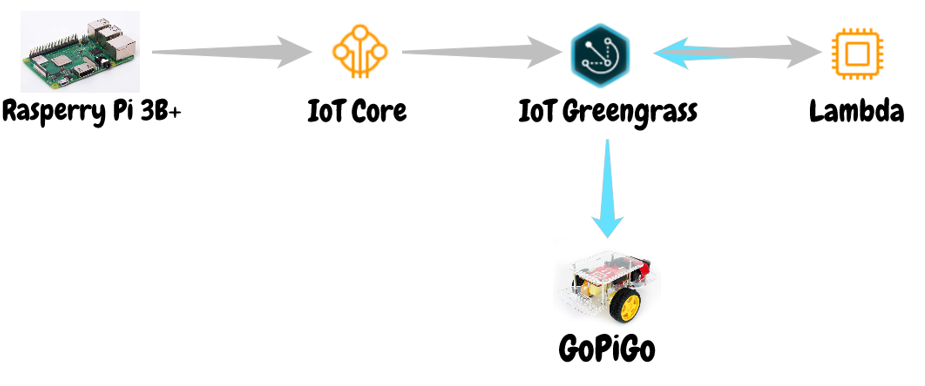 Rasperry Pi 3B+
IoT Core
IoT Greengrass
Lambda
GoPiGo